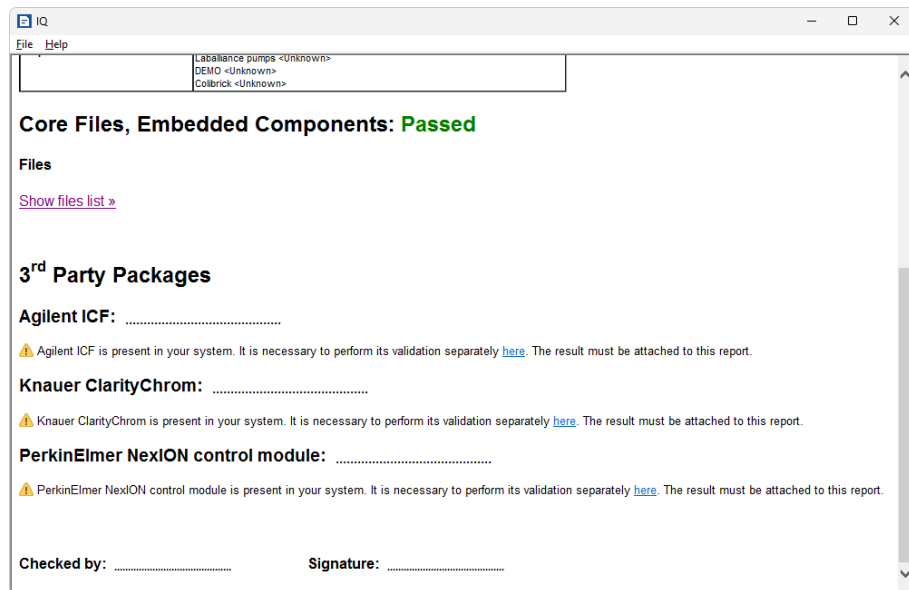 IQ
File Help
Laballiance pumps <Unknown>
DEMO <Unknown>
Colibrick <Unknown>
Core Files, Embedded Components: Passed
Files
Show files list »
3rd Party Packages
Agilent ICF: ............................................
Agilent ICF is present in your system. It is necessary to perform its validation separately here. The result must be attached to this report.
Knauer ClarityChrom: ............................................
Knauer ClarityChrom is present in your system. It is necessary to perform its validation separately here. The result must be attached to this report.
PerkinElmer NexION control module: ............................................
PerkinElmer NexION control module is present in your system. It is necessary to perform its validation separately here. The result must be attached to this report.
Checked by: ............................................ Signature: ............................................